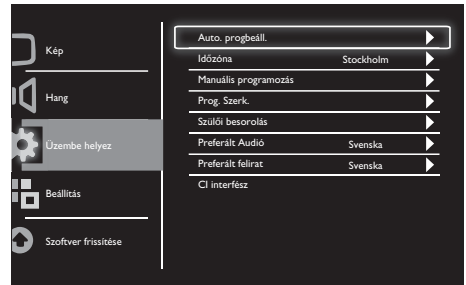 Kép
Hang
Üzembe helyez
Beállítás
Szoftver frissítése
Auto. progbeáll.
Időzóna Stockholm
Manuális programozás
Prog. Szerk.
Szülői besorolás
Preferált Audió Svenska
Preferált felirat Svenska
CI interfész